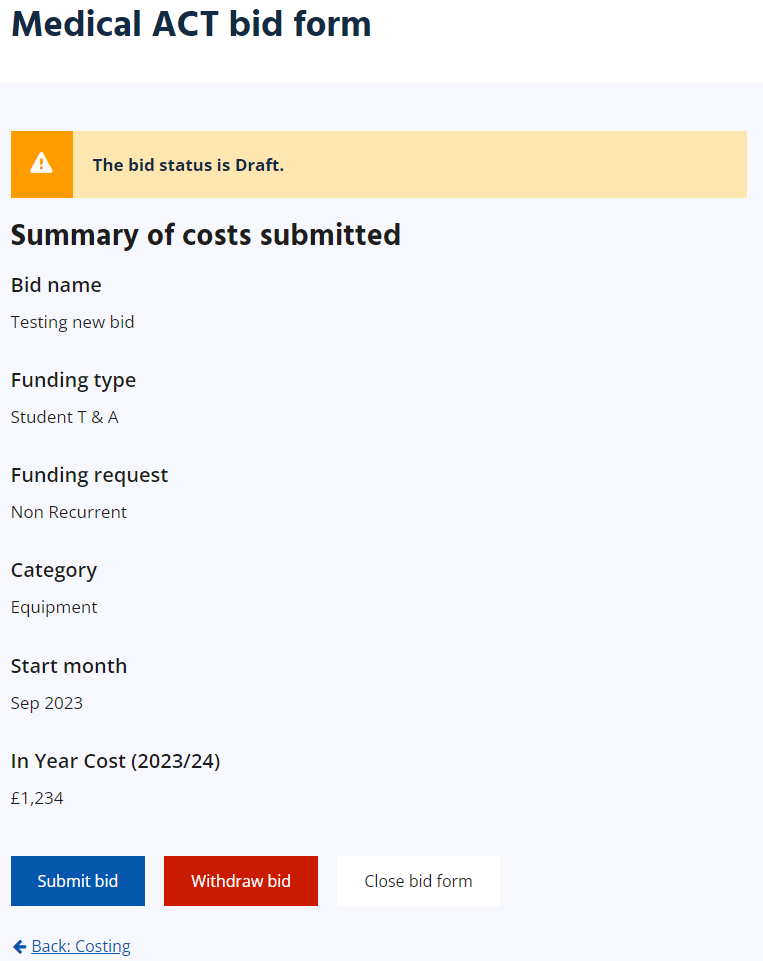 Medical ACT bid form
The bid status is Draft.
Summary of costs submitted
Bid name
Testing new bid
Funding type
Student T & A
Funding request
Non Recurrent
Category
Equipment
Start month
Sep 2023
In Year Cost (2023/24)
£1,234
Submit bid Withdraw bid Close bid form
Back: Costing